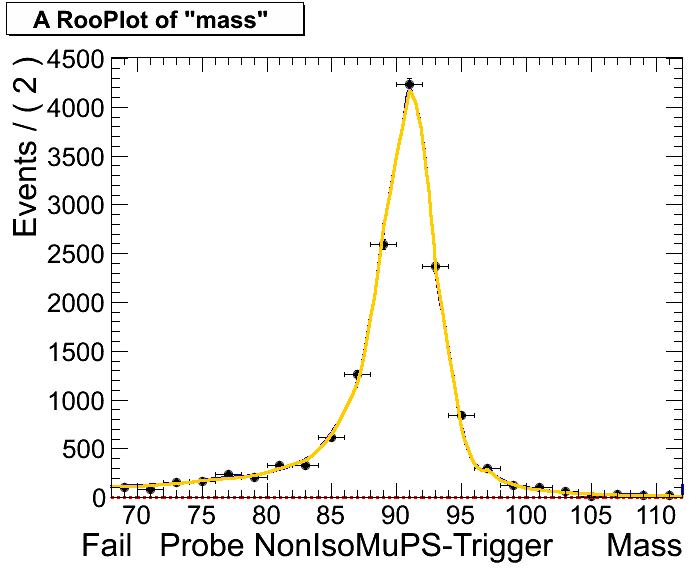 A RooPlot of "mass"
Events / ( 2 )
4500
4000
3500
3000
2500
2000
1500
1000
500
0
70 75 80 85 90 95 100 105 110
Fail Probe NonIsoMuPS-Trigger Mass